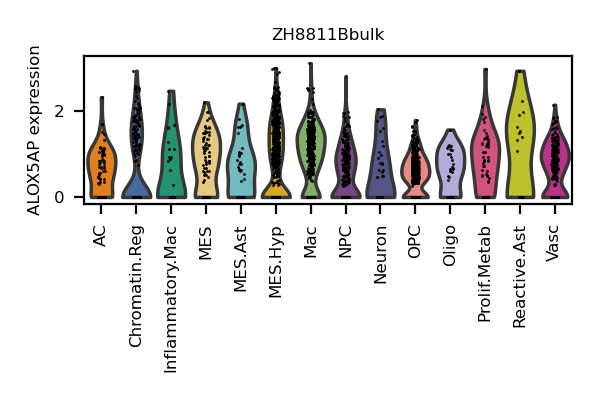 ZH8811Bbulk
ALOX5AP expression
2
0
AC
Chromatin.Reg
Inflammatory.Mac
MES
MES.Ast
MES.Hyp
Mac
NPC
Neuron
OPC
Oligo
Prolif.Metab
Reactive.Ast
Vasc